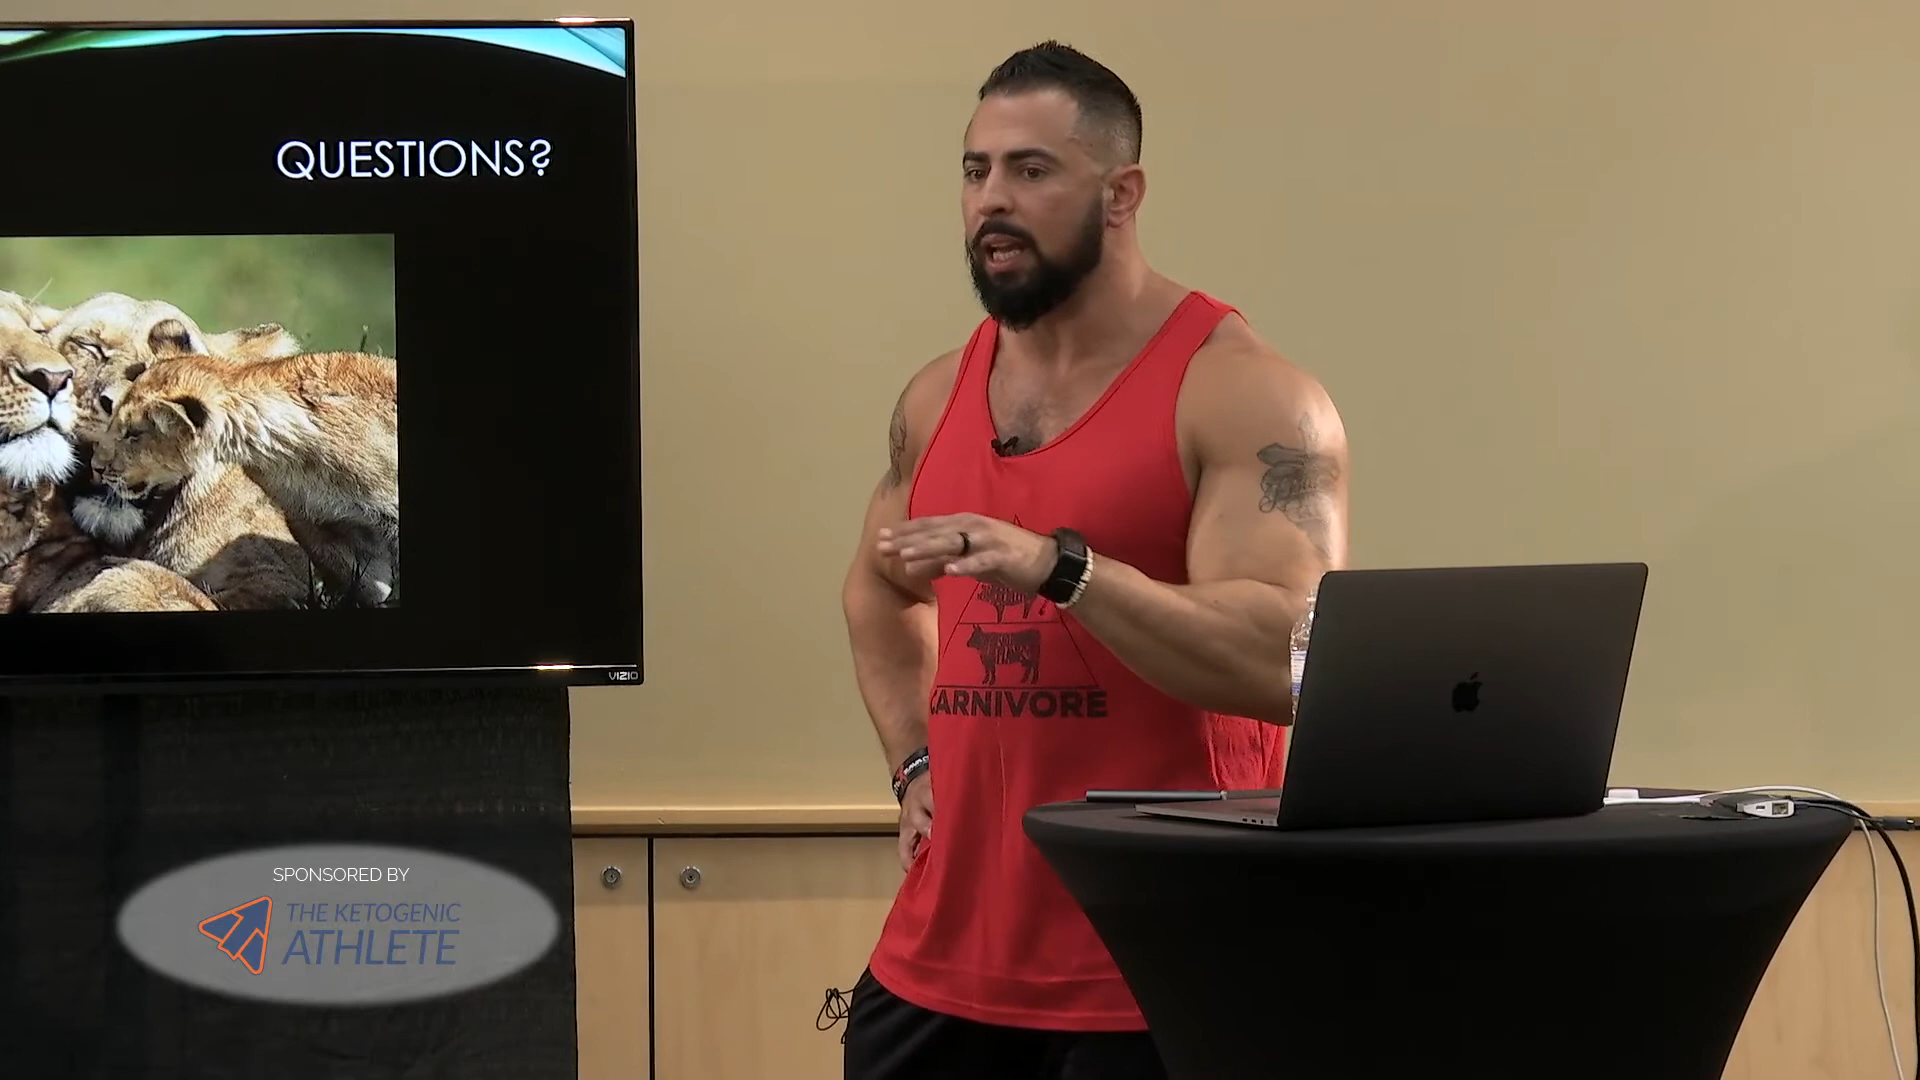 QUESTIONS?
VIZIO
CARNIVORE
SPONSORED BY
THE KETOGENIC
ATHLETE